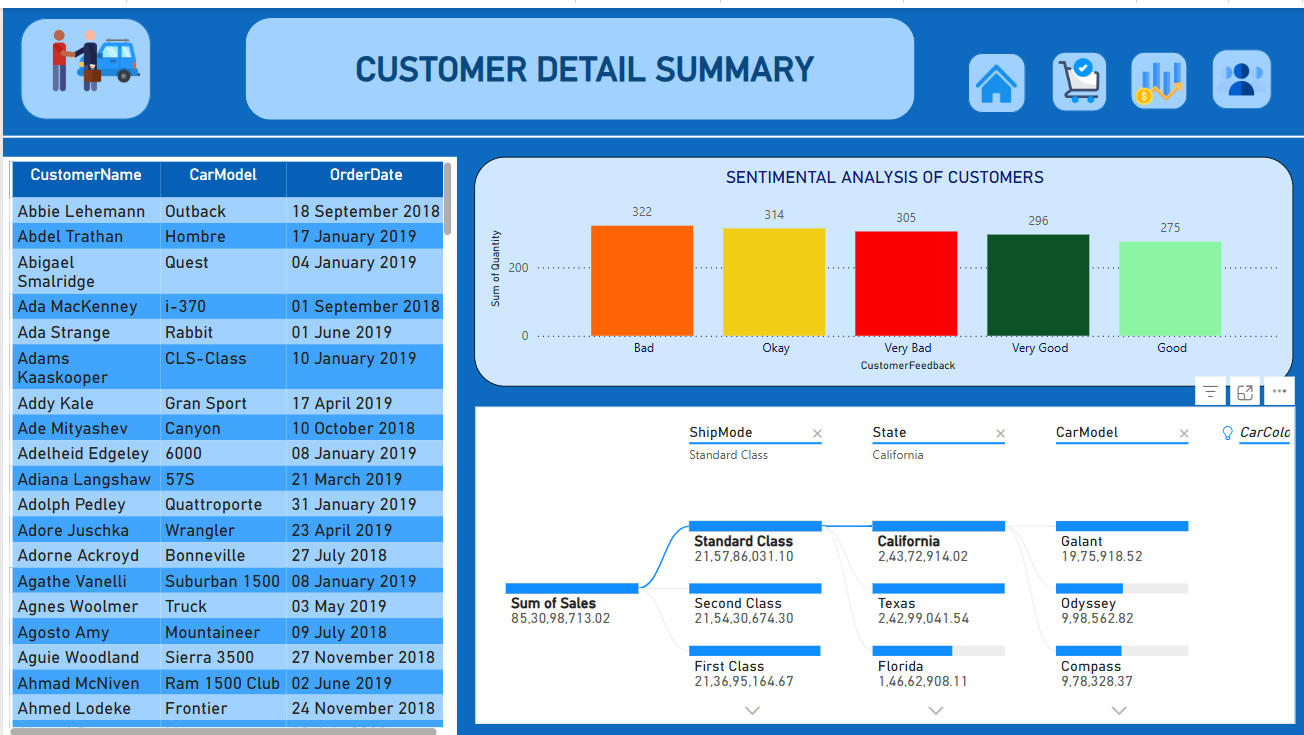 CUSTOMER DETAIL SUMMARY
CustomerName CarModel OrderDate
Abbie Lehemann Outback 18 September 2018
Abdel Trathan Hombre 17 January 2019
Abigael Smalridge Quest 04 January 2019
Ada MacKenney i-370 01 September 2018
Ada Strange Rabbit 01 June 2019
Adams Kaaskooper CLS-Class 10 January 2019
Addy Kale Gran Sport 17 April 2019
Ade Mityashev Canyon 10 October 2018
Adelheid Edgeley 6000 08 January 2019
Adiana Langshaw 57S 21 March 2019
Adolph Pedley Quattroporte 31 January 2019
Adore Juschka Wrangler 23 April 2019
Adorne Ackroyd Bonneville 27 July 2018
Agathe Vanelli Suburban 1500 08 January 2019
Agnes Woolmer Truck 03 May 2019
Agosto Amy Mountaineer 09 July 2018
Aguie Woodland Sierra 3500 27 November 2018
Ahmad McNiven Ram 1500 Club 02 June 2019
Ahmed Lodeke Frontier 24 November 2018
SENTIMENTAL ANALYSIS OF CUSTOMERS
Sum of Quantity
322 314 305 296 275
200
0
Bad Okay Very Bad Very Good Good
CustomerFeedback
ShipMode State CarModel CarColo
Standard Class California
Standard Class California Galant
21,57,86,031.10 2,43,72,914.02 19,75,918.52
Sum of Sales Second Class Texas Odyssey
85,30,98,713.02 21,54,30,674.30 2,42,99,041.54 9,98,562.82
First Class Florida Compass
21,36,95,164.67 1,46,62,908.11 9,78,328.37